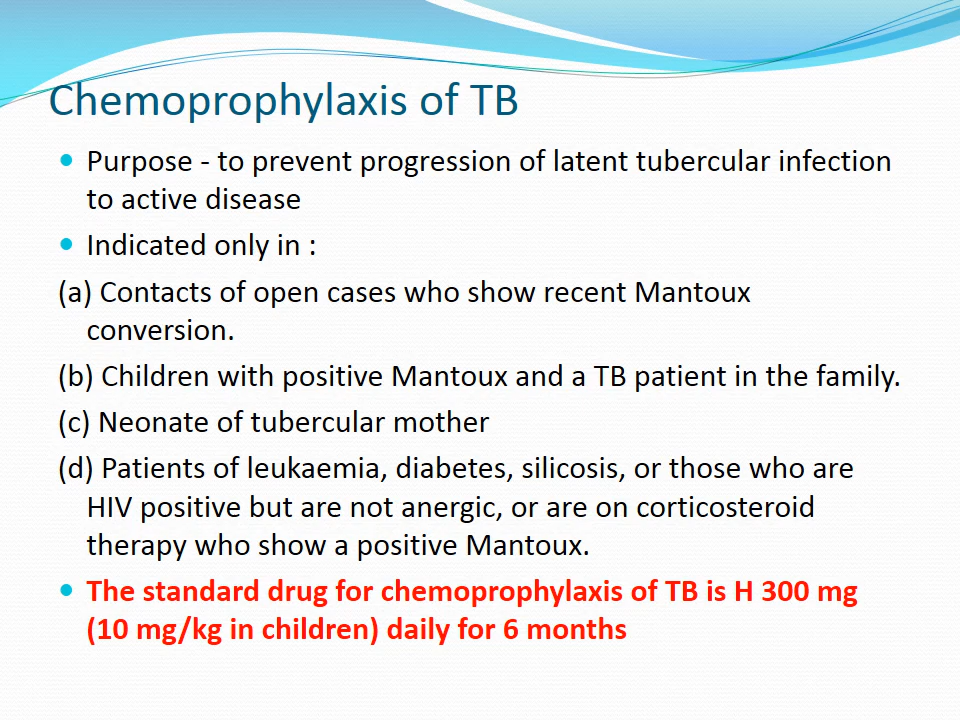 Chemoprophylaxis of TB
• Purpose - to prevent progression of latent tubercular infection
to active disease
• Indicated only in :
(a) Contacts of open cases who show recent Mantoux
conversion.
(b) Children with positive Mantoux and a TB patient in the family.
(c) Neonate of tubercular mother
(d) Patients of leukaemia, diabetes, silicosis, or those who are
HIV positive but are not anergic, or are on corticosteroid
therapy who show a positive Mantoux.
• The standard drug for chemoprophylaxis of TB is H 300 mg
(10 mg/kg in children) daily for 6 months